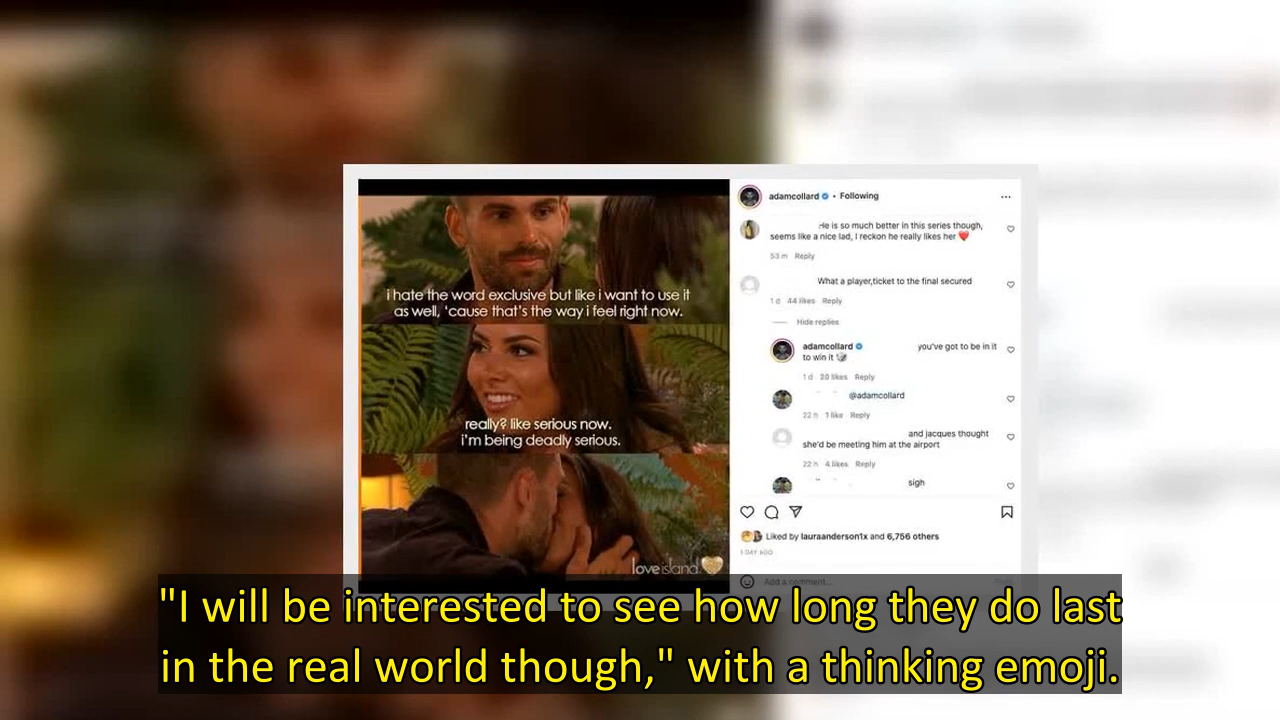 adamcollard • Following
He is so much better in this series though,
seems like a nice lad, I reckon he really likes her
53 m Reply
What a player,ticket to the final secured
1 d 44 likes Reply
Hide replies
adamcollard you've got to be in it
to win it
1 d 20 likes Reply
@adamcollard
22 h 1 like Reply
and jacques thought
she'd be meeting him at the airport
22 h 4 likes Reply
sigh
Liked by lauraanderson1x and 6,756 others
1 DAY AGO
Add a comment...
i hate the word exclusive but like i want to use it
as well, 'cause that's the way i feel right now.
really? like serious now.
i'm being deadly serious.
loveisland
"I will be interested to see how long they do last
in the real world though," with a thinking emoji.